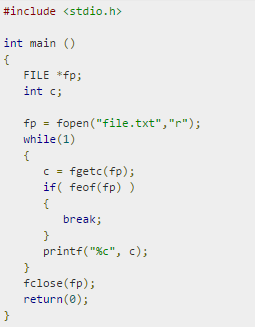 #include <stdio.h>
int main ()
{
FILE *fp;
int c;
fp = fopen("file.txt","r");
while(1)
{
c = fgetc(fp);
if( feof(fp) )
{
break;
}
printf("%c", c);
}
fclose(fp);
return(0);
}